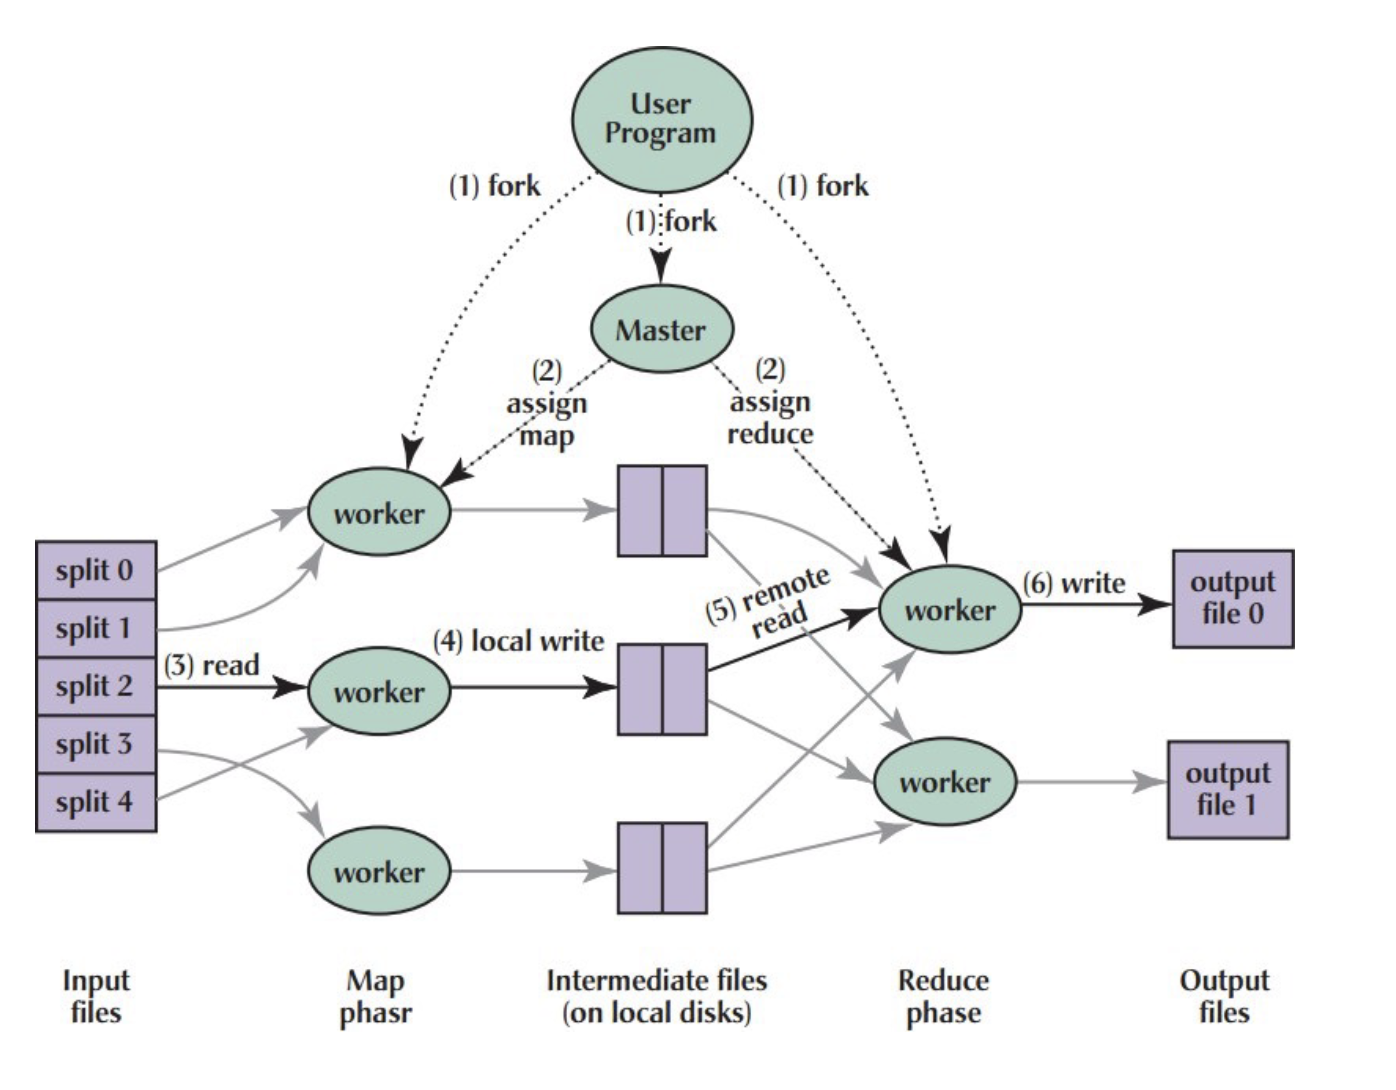 User
Program
(1) fork
(1) fork
(1) fork
Master
(2)
assign
map
(2)
assign
reduce
worker
split 0
split 1
split 2
split 3
split 4
(3) read
worker
(4) local write
(5) remote
read
worker
(6) write
output
file 0
worker
output
file 1
worker
Input
files
Map
phasr
Intermediate files
(on local disks)
Reduce
phase
Output
files